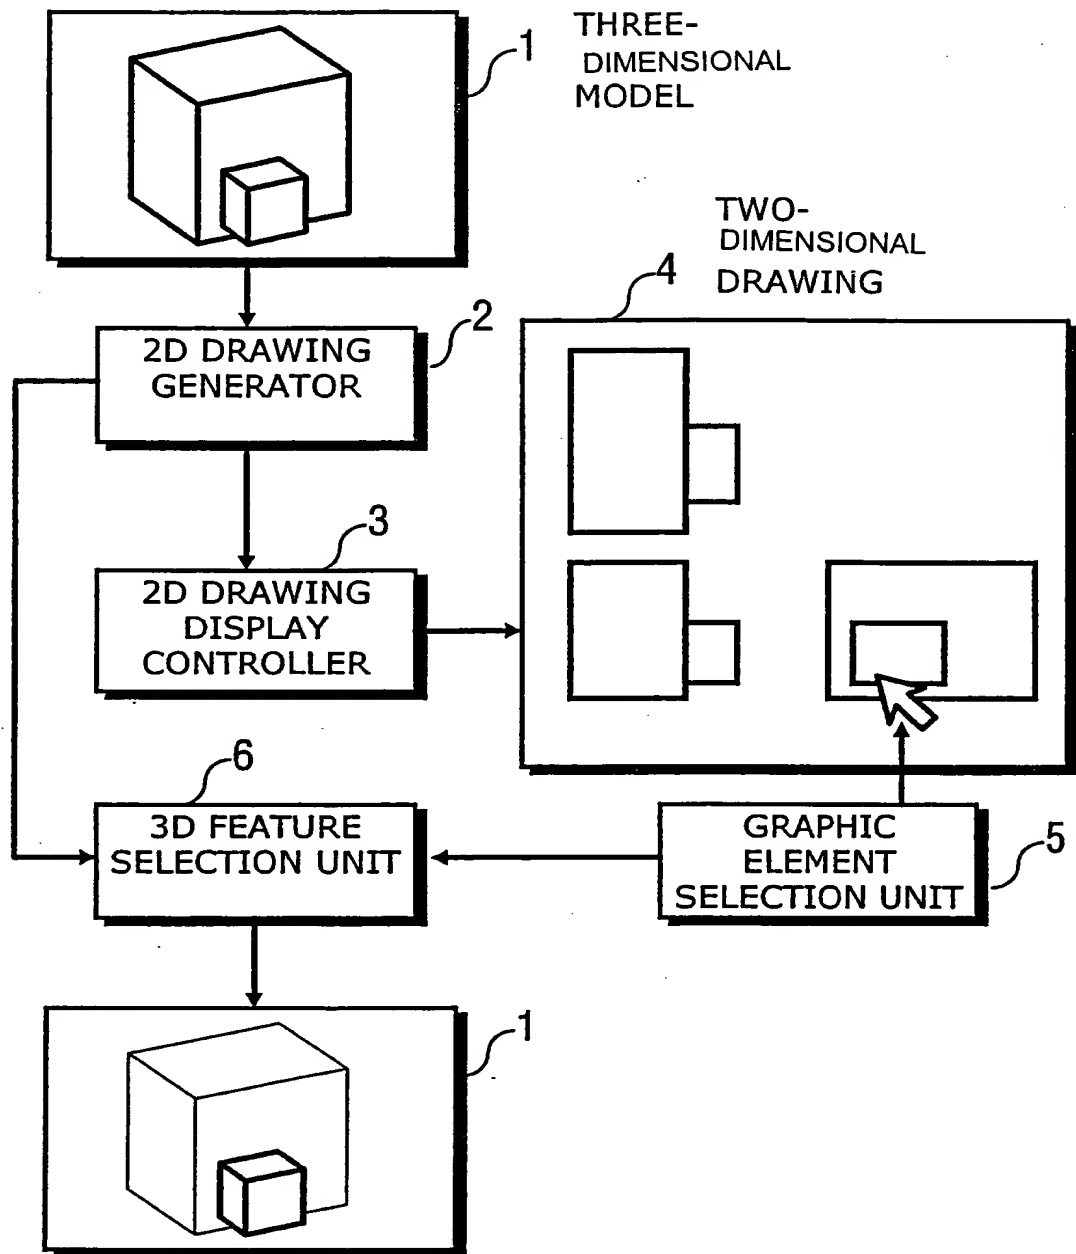 1
THREE-
DIMENSIONAL
MODEL
TWO-
DIMENSIONAL
DRAWING
4
2
2D DRAWING
GENERATOR
3
2D DRAWING
DISPLAY
CONTROLLER
6
3D FEATURE
SELECTION UNIT
GRAPHIC
ELEMENT
SELECTION UNIT
5
1